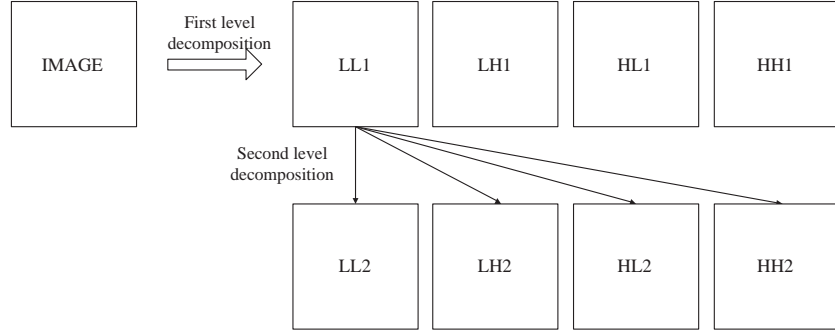 First level
decomposition
IMAGE
LL1
LH1
HL1
HH1
Second level
decomposition
LL2
LH2
HL2
HH2